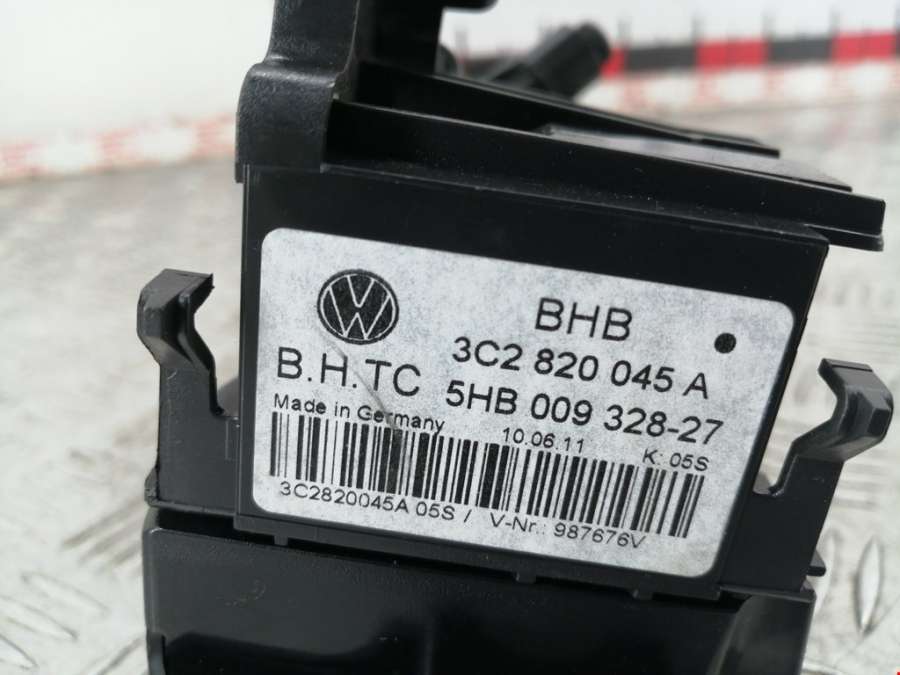 BHB
3C2 820 045 A
B.H.TC 5HB 009 328-27
Made in Germany 10.06.11 K: 05S
3C2820045A 05S / V-Nr.: 987676V